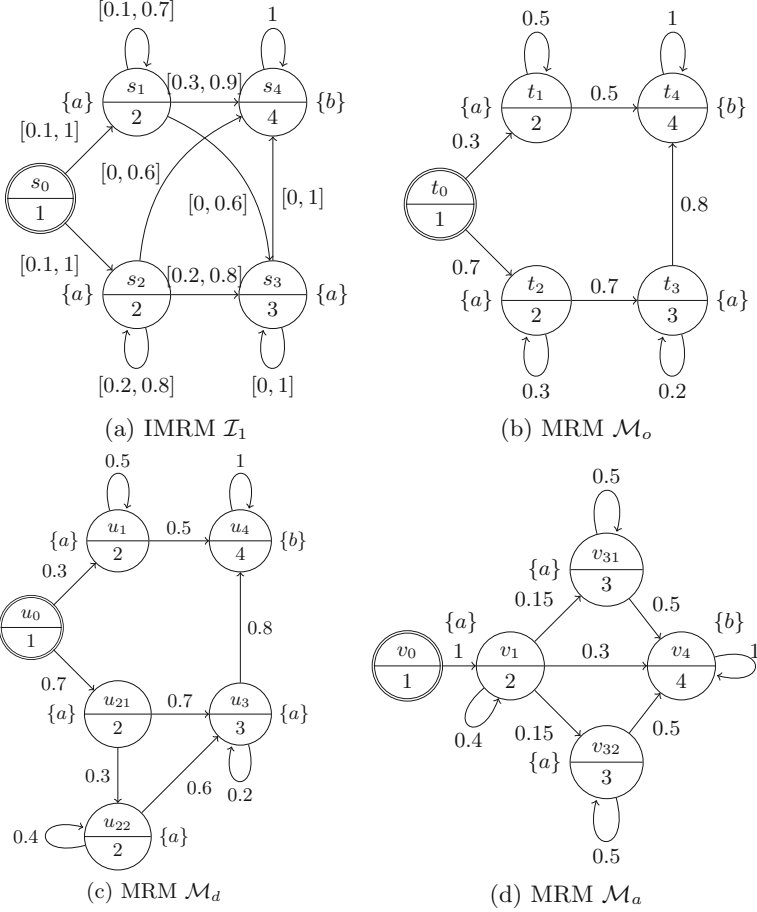 [0.1, 0.7]
1
{a}
s1
2
[0.3, 0.9]
s4
4
{b}
[0.1, 1]
[0, 0.6]
[0, 0.6]
[0, 1]
s0
1
[0.1, 1]
{a}
s2
2
[0.2, 0.8]
s3
3
{a}
[0.2, 0.8]
[0, 1]
(a) IMRM I1
0.5
1
{a}
t1
2
0.5
t4
4
{b}
0.3
t0
1
0.8
0.7
{a}
t2
2
0.7
t3
3
{a}
0.3
0.2
(b) MRM Mo
0.5
1
{a}
u1
2
0.5
u4
4
{b}
0.3
u0
1
0.8
0.7
{a}
u21
2
0.7
u3
3
{a}
0.3
0.6
0.2
0.4
u22
2
{a}
(c) MRM Md
0.5
{a}
v31
3
0.15
0.5
{a}
{b}
v0
1
1
v1
2
0.3
v4
4
1
0.4
0.15
0.5
{a}
v32
3
0.5
(d) MRM Ma